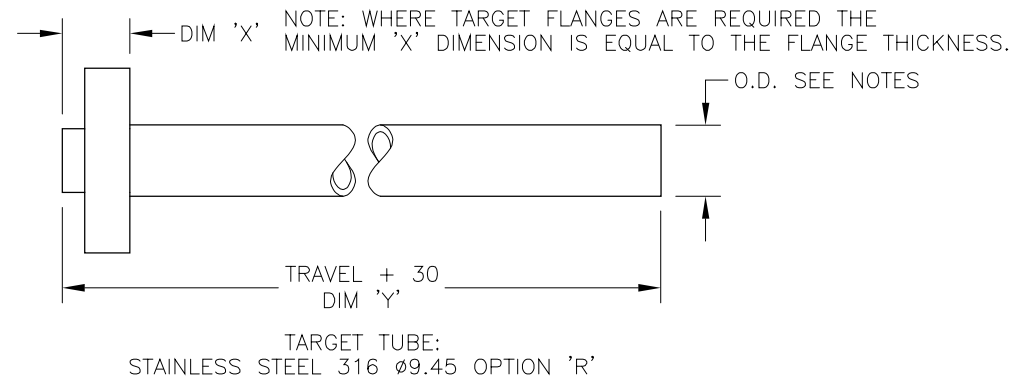 DIM 'X'
NOTE: WHERE TARGET FLANGES ARE REQUIRED THE
MINIMUM 'X' DIMENSION IS EQUAL TO THE FLANGE THICKNESS.
O.D. SEE NOTES
TRAVEL + 30
DIM 'Y'
TARGET TUBE:
STAINLESS STEEL 316 Ø9.45 OPTION 'R'